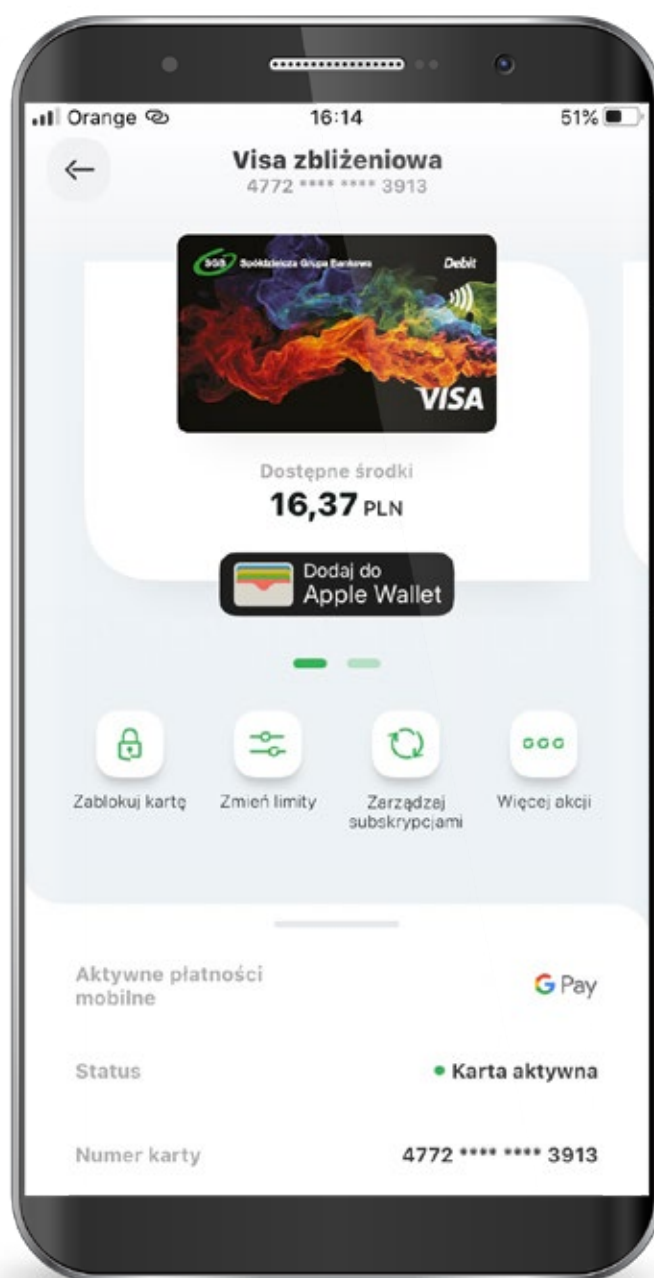 Orange 16:14 51%
Visa zbliżeniowa
4772 **** **** 3913
SGB Spółdzielcza Grupa Bankowa Debit
VISA
Dostępne środki
16,37 PLN
Dodaj do
Apple Wallet
Zablokuj kartę Zmień limity Zarządzaj subskrypcjami Więcej akcji
Aktywne płatności
mobilne
G Pay
Status • Karta aktywna
Numer karty 4772 **** **** 3913